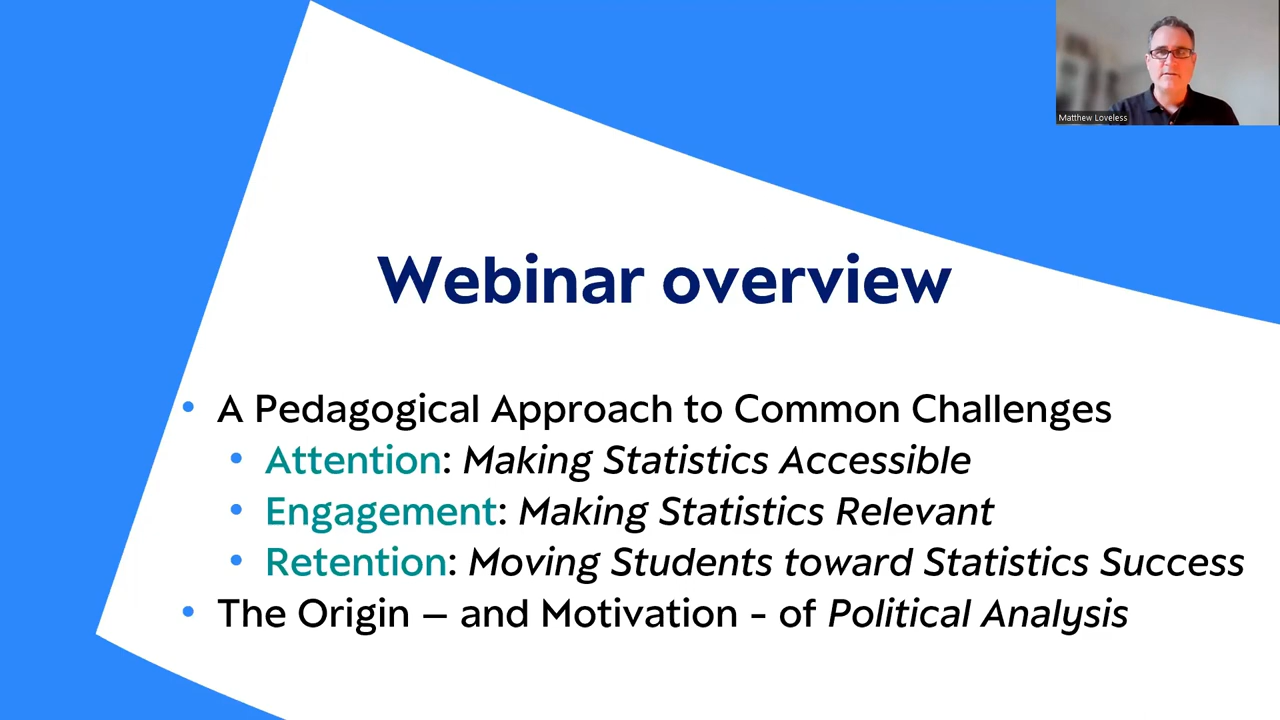 Matthew Loveless
Webinar overview
• A Pedagogical Approach to Common Challenges
• Attention: Making Statistics Accessible
• Engagement: Making Statistics Relevant
• Retention: Moving Students toward Statistics Success
• The Origin – and Motivation - of Political Analysis